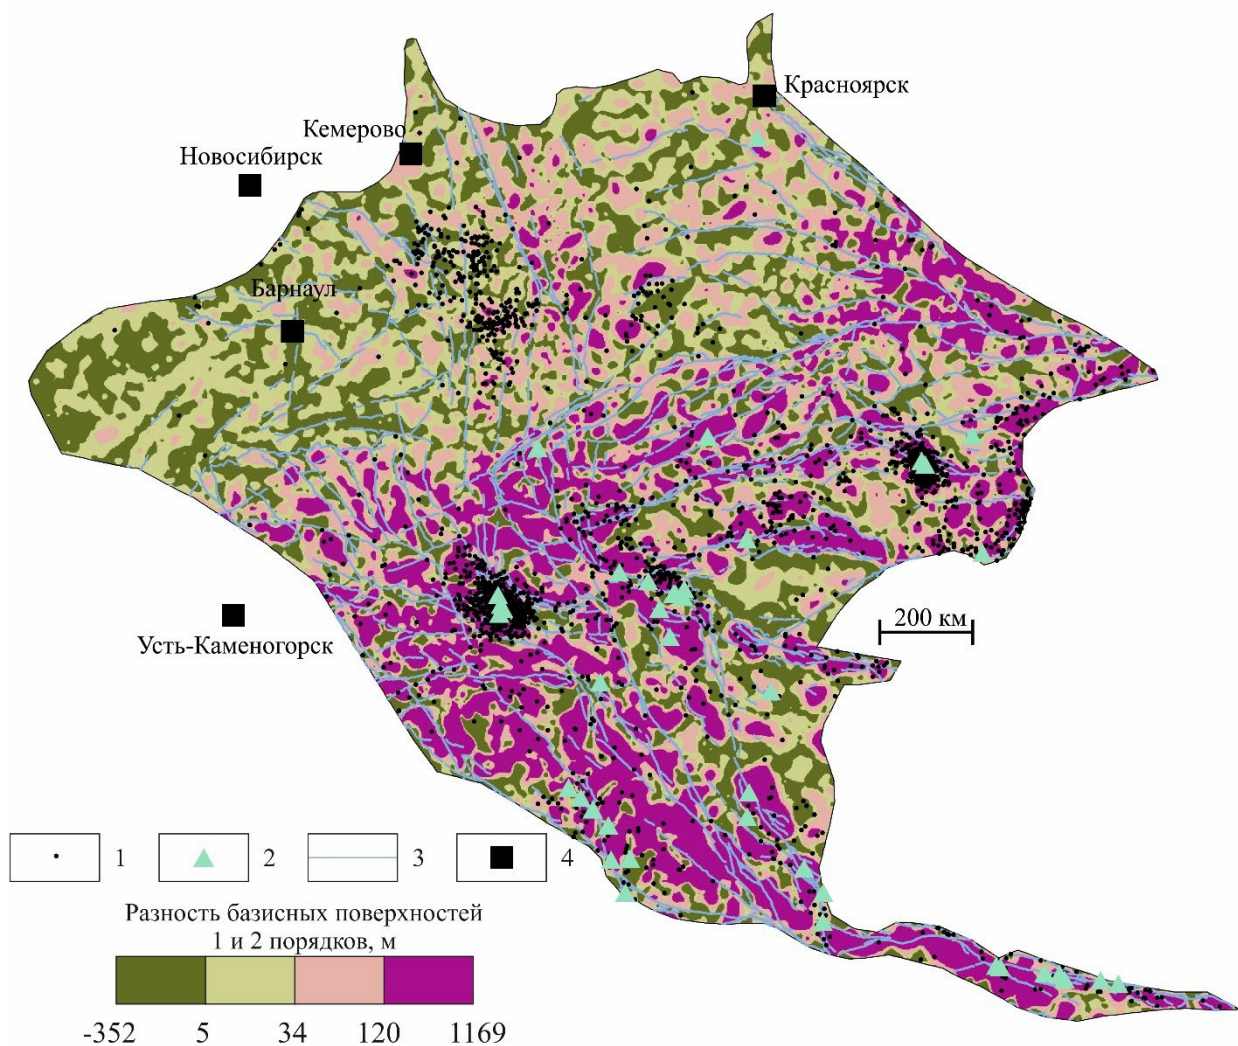 Красноярск
Кемерово
Новосибирск
Барнаул
200 км
Усть-Каменогорск
1 2 3 4
Разность базисных поверхностей
1 и 2 порядков, м
-352 5 34 120 1169